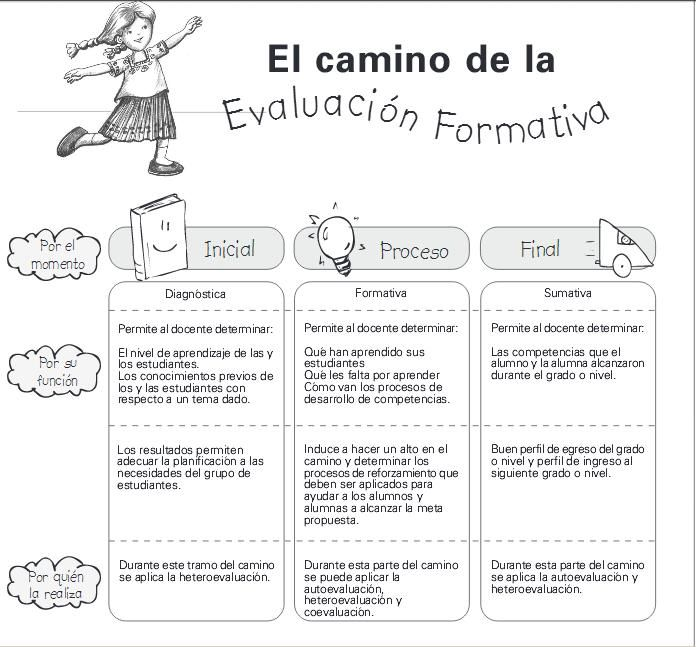 El camino de la
Evaluación Formativa
Por el
momento
Inicial
Proceso
Final
Diagnóstica
Formativa
Sumativa
Por su
función
Permite al docente determinar:
El nivel de aprendizaje de las y
los estudiantes.
Los conocimientos previos de
los y las estudiantes con
respecto a un tema dado.
Permite al docente determinar:
Qué han aprendido sus
estudiantes
Qué les falta por aprender
Cómo van los procesos de
desarrollo de competencias.
Permite al docente determinar:
Las competencias que el
alumno y la alumna alcanzaron
durante el grado o nivel.
Los resultados permiten
adecuar la planificación a las
necesidades del grupo de
estudiantes.
Induce a hacer un alto en el
camino y determinar los
procesos de reforzamiento que
deben ser aplicados para
ayudar a los alumnos y
alumnas a alcanzar la meta
propuesta.
Buen perfil de egreso del grado
o nivel y perfil de ingreso al
siguiente grado o nivel.
Por quién
la realiza
Durante este tramo del camino
se aplica la heteroevaluación.
Durante esta parte del camino
se puede aplicar la
autoevaluación,
heteroevaluación y
coevaluación.
Durante esta parte del camino
se aplica la autoevaluación y
heteroevaluación.